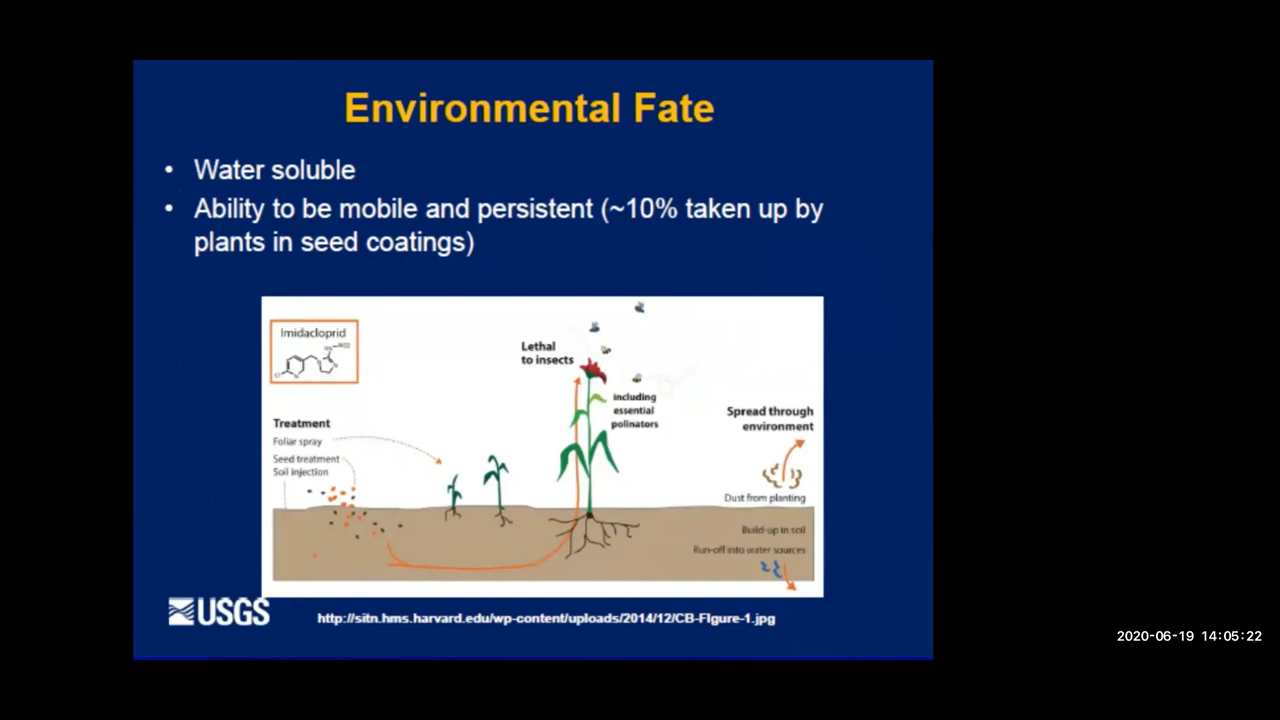 Environmental Fate
• Water soluble
• Ability to be mobile and persistent (~10% taken up by
plants in seed coatings)
Imidacloprid
Lethal
to insects
including
essential
polinators
Treatment
Foliar spray
Seed treatment
Soil injection
Spread through
environment
Dust from planting
Build-up in soil
Run-off into water sources
USGS
http://sitn.hms.harvard.edu/wp-content/uploads/2014/12/CB-FIgure-1.jpg
2020-06-19 14:05:22